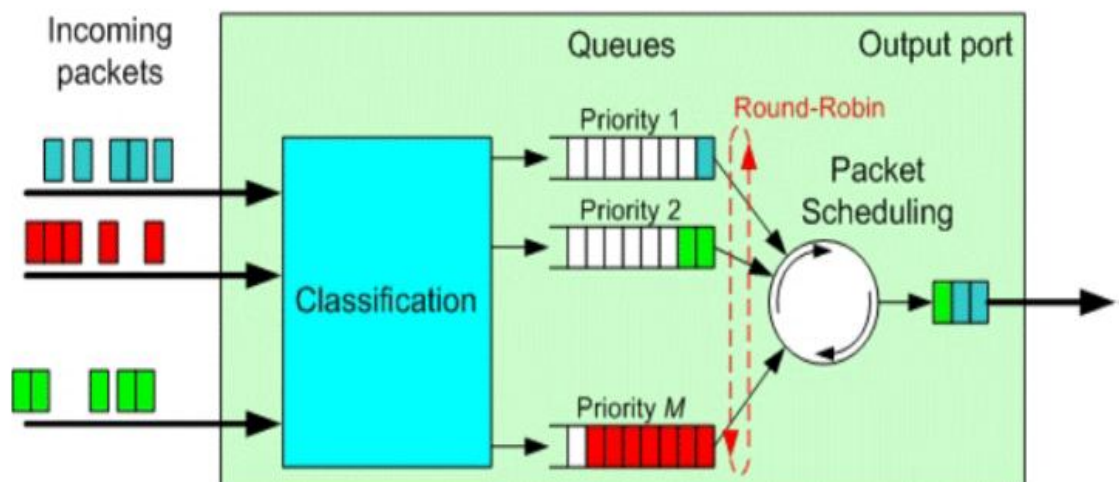 Incoming
packets
Queues
Output port
Priority 1
Round-Robin
Priority 2
Packet
Scheduling
Classification
Priority M